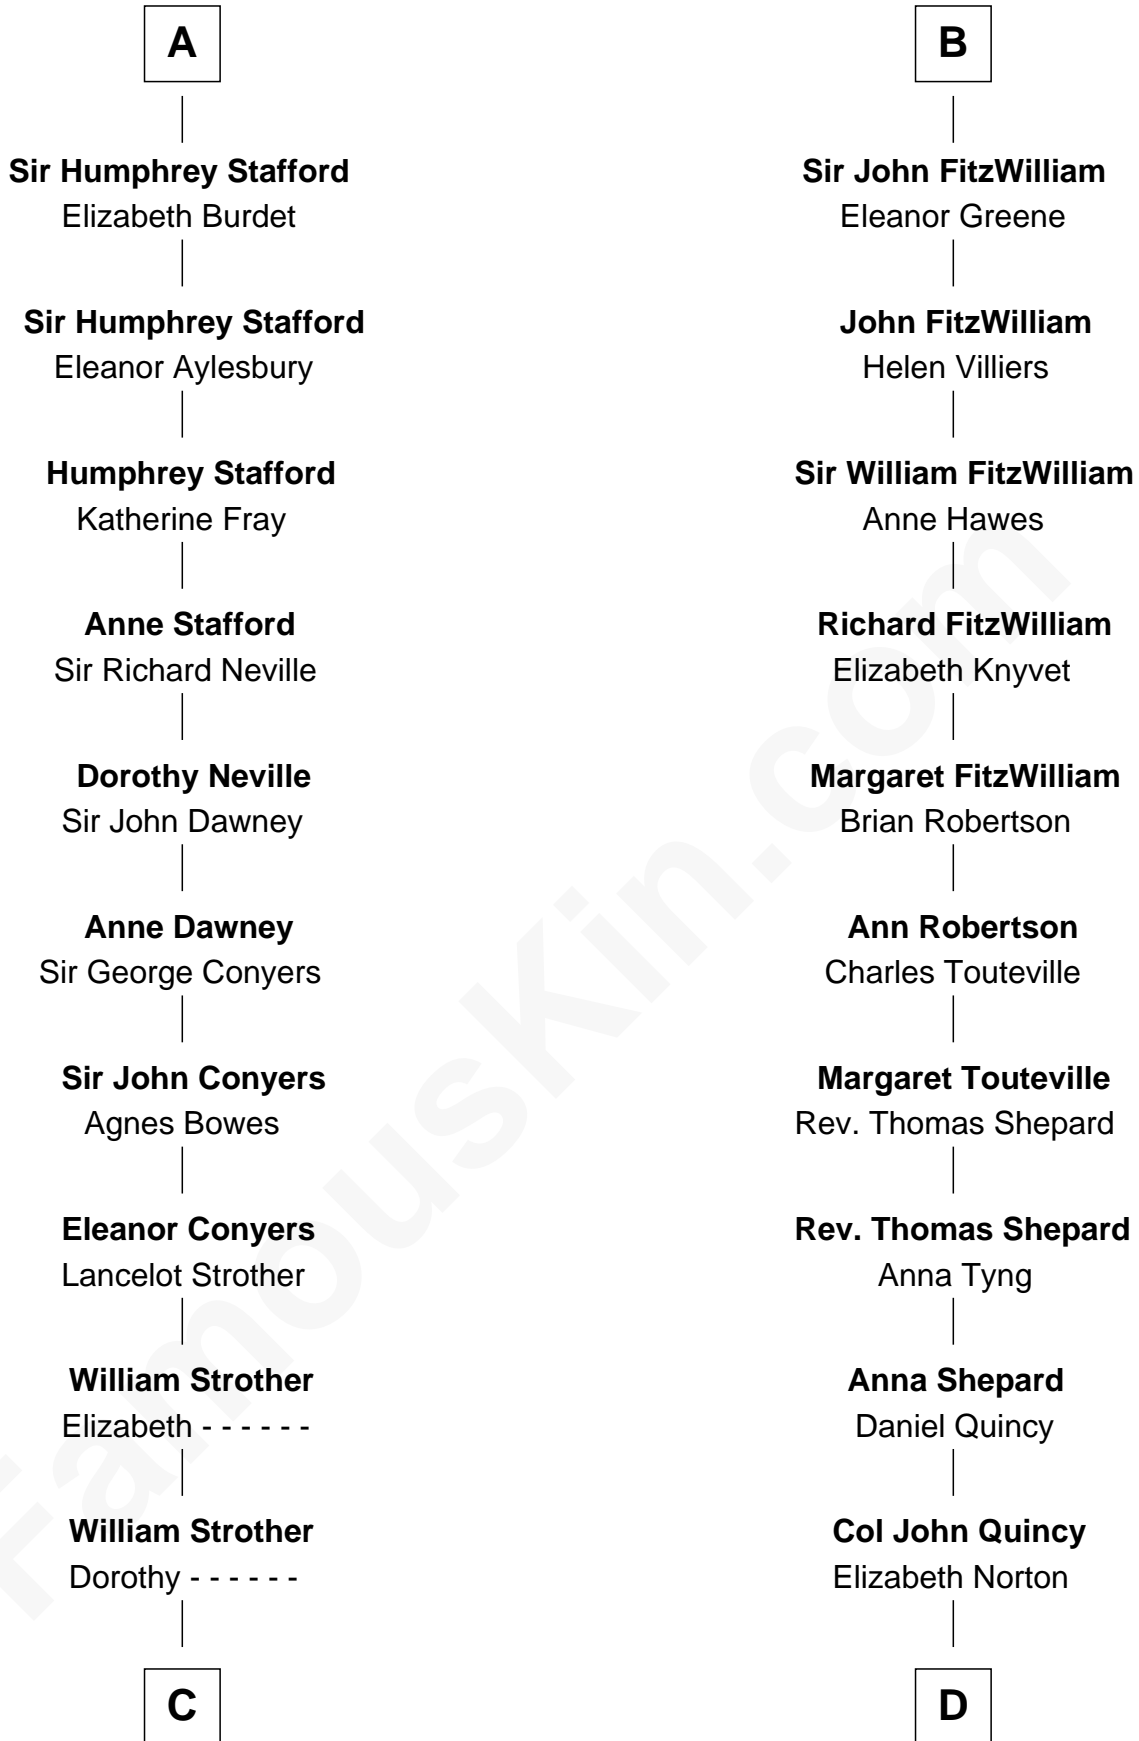 A
Sir Humphrey Stafford
Elizabeth Burdet
Sir Humphrey Stafford
Eleanor Aylesbury
Humphrey Stafford
Katherine Fray
Anne Stafford
Sir Richard Neville
Dorothy Neville
Sir John Dawney
Anne Dawney
Sir George Conyers
Sir John Conyers
Agnes Bowes
Eleanor Conyers
Lancelot Strother
William Strother
Elizabeth - - - - - -
William Strother
Dorothy - - - - - -
C
B
Sir John FitzWilliam
Eleanor Greene
John FitzWilliam
Helen Villiers
Sir William FitzWilliam
Anne Hawes
Richard FitzWilliam
Elizabeth Knyvet
Margaret FitzWilliam
Brian Robertson
Ann Robertson
Charles Touteville
Margaret Touteville
Rev. Thomas Shepard
Rev. Thomas Shepard
Anna Tyng
Anna Shepard
Daniel Quincy
Col John Quincy
Elizabeth Norton
D
FamousKin.com